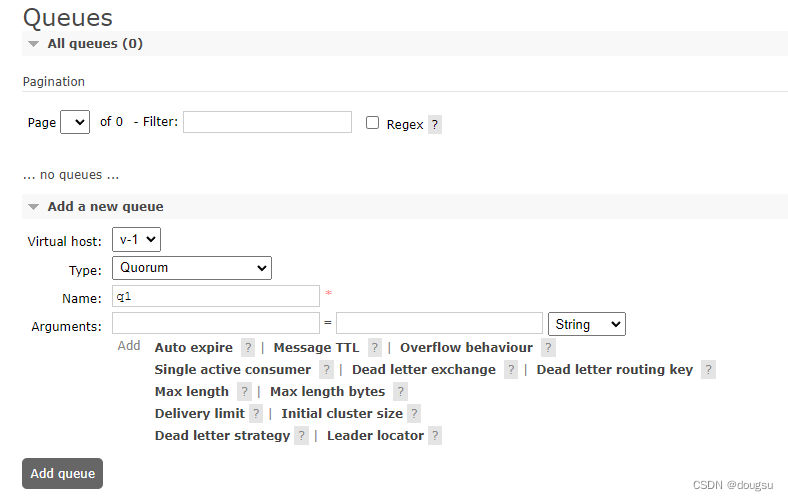 Queues
All queues (0)
Pagination
Page of 0 - Filter: Regex ?
... no queues ...
Add a new queue
Virtual host: v-1
Type: Quorum
Name: q1 *
Arguments: = String
Add Auto expire ? | Message TTL ? | Overflow behaviour ?
Single active consumer ? | Dead letter exchange ? | Dead letter routing key ?
Max length ? | Max length bytes ?
Delivery limit ? | Initial cluster size ?
Dead letter strategy ? | Leader locator ?
Add queue
CSDN @dougsu